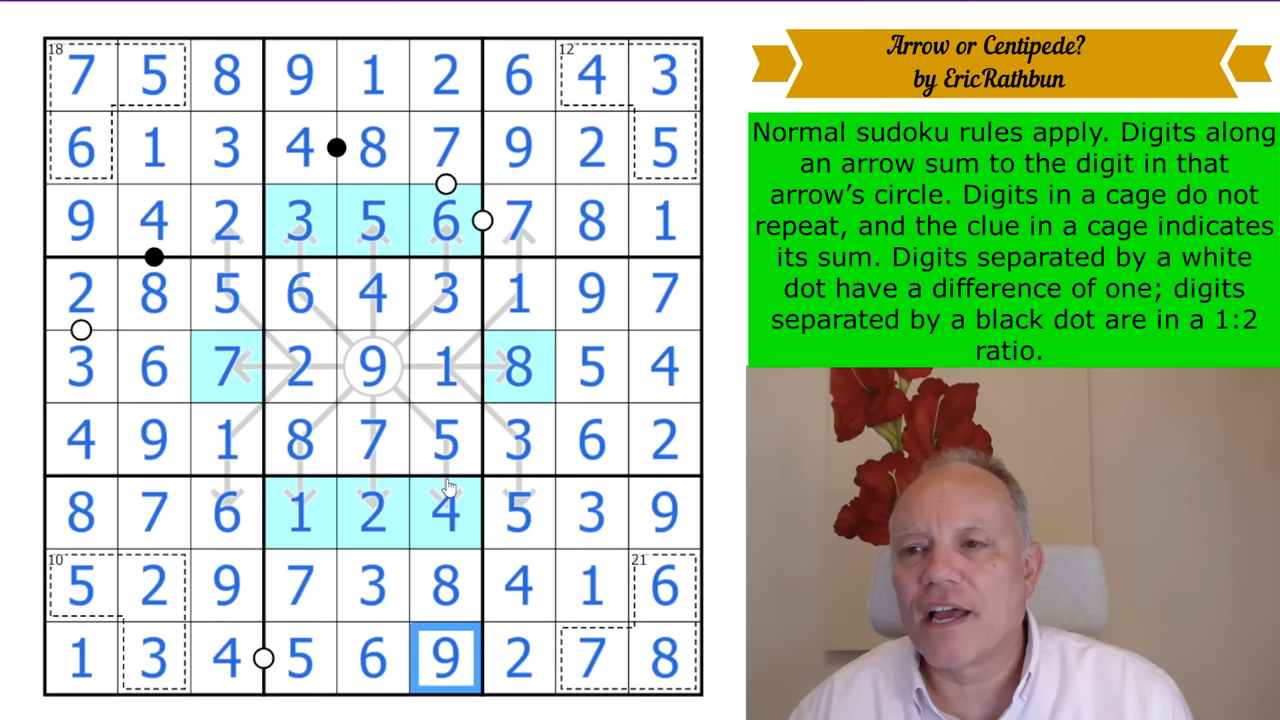 Arrow or Centipede?
by EricRathbun
Normal sudoku rules apply. Digits along
an arrow sum to the digit in that
arrow's circle. Digits in a cage do not
repeat, and the clue in a cage indicates
its sum. Digits separated by a white
dot have a difference of one; digits
separated by a black dot are in a 1:2
ratio.
18 12
7 5 8 9 1 2 6 4 3
6 1 3 4 8 7 9 2 5
9 4 2 3 5 6 7 8 1
2 8 5 6 4 3 1 9 7
3 6 7 2 9 1 8 5 4
4 9 1 8 7 5 3 6 2
8 7 6 1 2 4 5 3 9
10 21
5 2 9 7 3 8 4 1 6
1 3 4 5 6 9 2 7 8